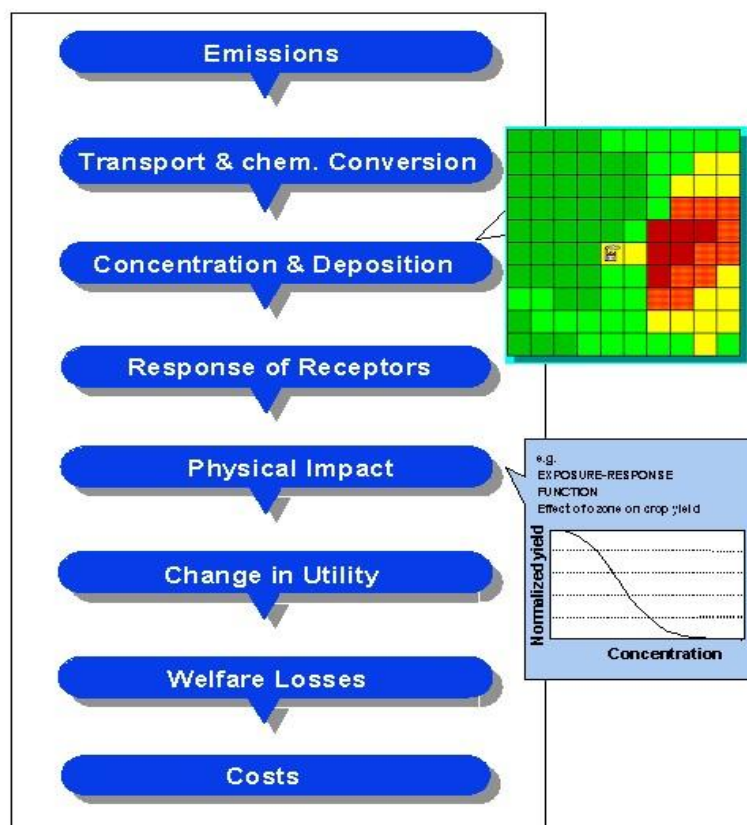 Emissions
Transport & chem. Conversion
Concentration & Deposition
Response of Receptors
Physical Impact
e.g.
EXPOSURE-RESPONSE
FUNCTION
Effect of ozone on crop yield
Normalized yield
Concentration
Change in Utility
Welfare Losses
Costs